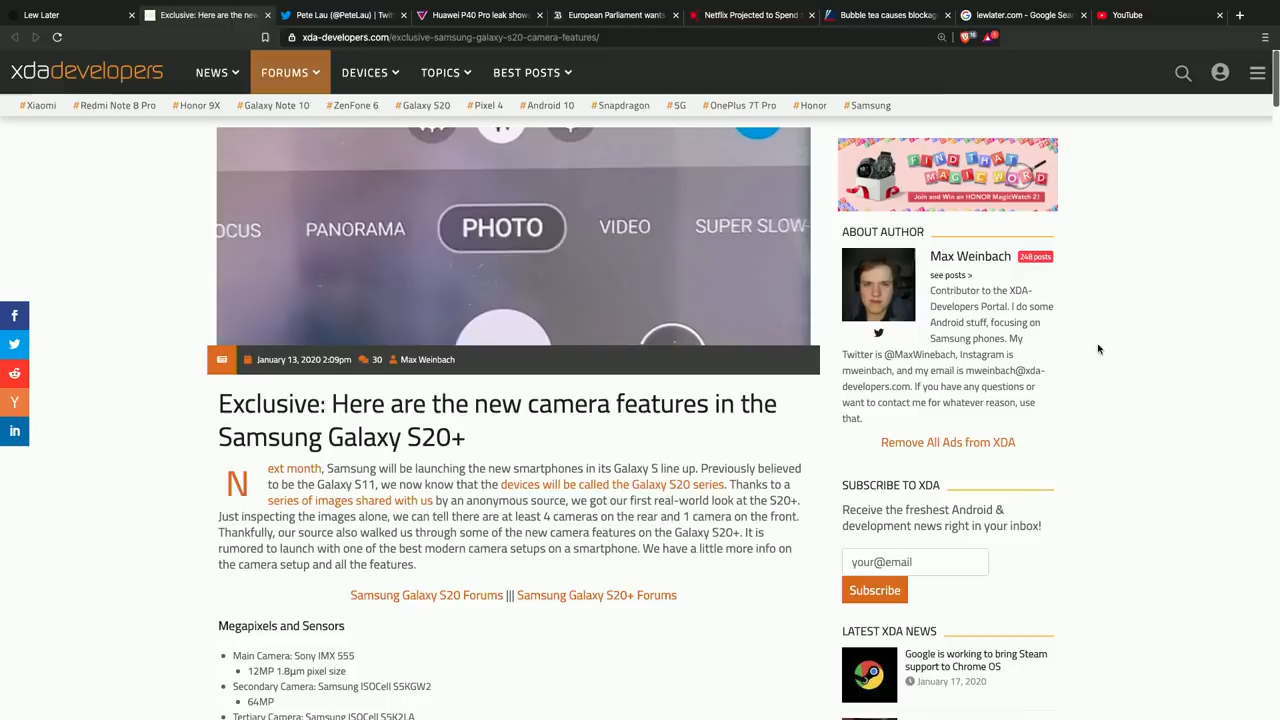 Lew Later
Exclusive: Here are the new
Pete Lau (@PeteLau) | Twit
Huawei P40 Pro leak show
European Parliament wants
Netflix Projected to Spend
Bubble tea causes blockag
lewlater.com - Google Sear
YouTube
xda-developers.com/exclusive-samsung-galaxy-s20-camera-features/
xdadevelopers
NEWS
FORUMS
DEVICES
TOPICS
BEST POSTS
#Xiaomi
#Redmi Note 8 Pro
#Honor 9X
#Galaxy Note 10
#ZenFone 6
#Galaxy S20
#Pixel 4
#Android 10
#Snapdragon
#5G
#OnePlus 7T Pro
#Honor
#Samsung
OCUS
PANORAMA
PHOTO
VIDEO
SUPER SLOW-
January 13, 2020 2:09pm
30
Max Weinbach
Exclusive: Here are the new camera features in the
Samsung Galaxy S20+
Next month, Samsung will be launching the new smartphones in its Galaxy S line up. Previously believed
to be the Galaxy S11, we now know that the devices will be called the Galaxy S20 series. Thanks to a
series of images shared with us by an anonymous source, we got our first real-world look at the S20+.
Just inspecting the images alone, we can tell there are at least 4 cameras on the rear and 1 camera on the front.
Thankfully, our source also walked us through some of the new camera features on the Galaxy S20+. It is
rumored to launch with one of the best modern camera setups on a smartphone. We have a little more info on
the camera setup and all the features.
Samsung Galaxy S20 Forums ||| Samsung Galaxy S20+ Forums
Megapixels and Sensors
Main Camera: Sony IMX 555
12MP 1.8µm pixel size
Secondary Camera: Samsung ISOCell S5KGW2
64MP
Tertiary Camera: Samsung ISOCell S5K2LA
FIND THAT
MAGIC WORD
Join and Win an HONOR MagicWatch 2!
ABOUT AUTHOR
Max Weinbach
248 posts
see posts >
Contributor to the XDA-
Developers Portal. I do some
Android stuff, focusing on
Samsung phones. My
Twitter is @MaxWinebach, Instagram is
mweinbach, and my email is mweinbach@xda-
developers.com. If you have any questions or
want to contact me for whatever reason, use
that.
Remove All Ads from XDA
SUBSCRIBE TO XDA
Receive the freshest Android &
development news right in your inbox!
your@email
Subscribe
LATEST XDA NEWS
Google is working to bring Steam
support to Chrome OS
January 17, 2020